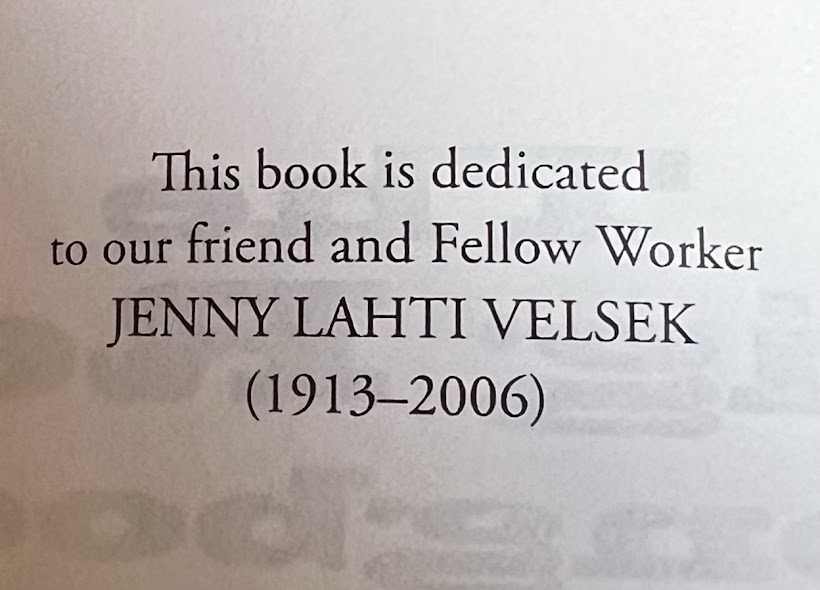 This book is dedicated
to our friend and Fellow Worker
JENNY LAHTI VELSEK
(1913–2006)